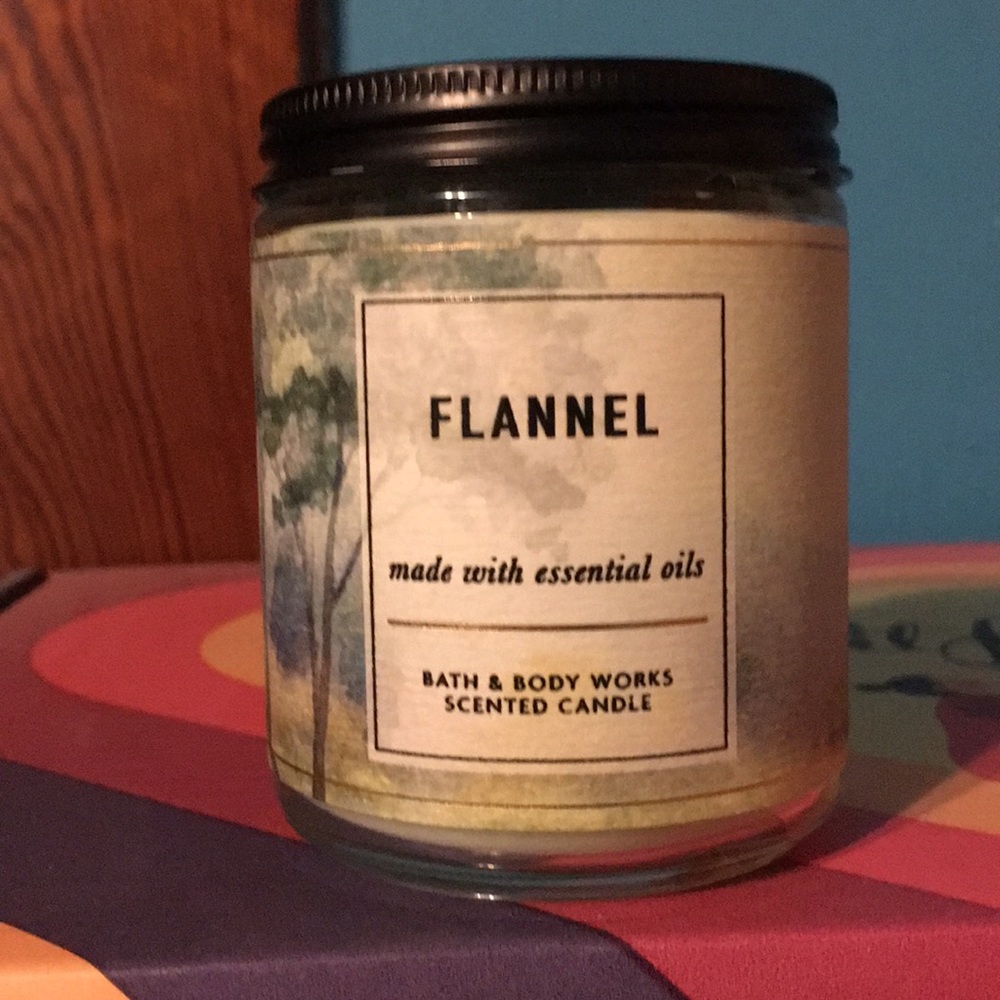 FLANNEL
made with essential oils
BATH & BODY WORKS
SCENTED CANDLE